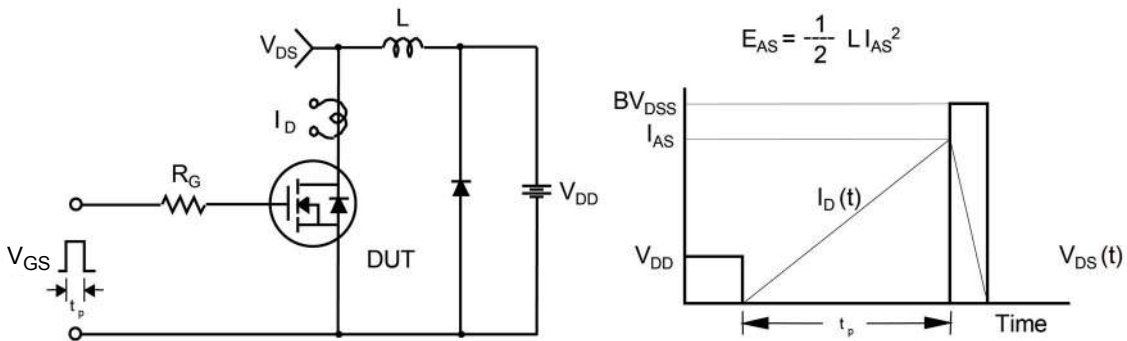 L
V_DS
I_D
R_G
V_DD
V_GS
DUT
t_p
E_AS = 1/2 L I_AS^2
BV_DSS
I_AS
I_D (t)
V_DD
V_DS (t)
t_p
Time